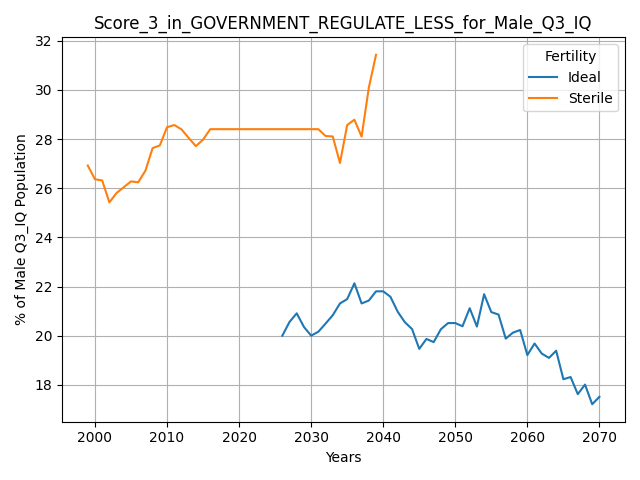 Score_3_in_GOVERNMENT_REGULATE_LESS_for_Male_Q3_IQ
Fertility
Ideal
Sterile
% of Male Q3_IQ Population
32
30
28
26
24
22
20
18
2000 2010 2020 2030 2040 2050 2060 2070
Years